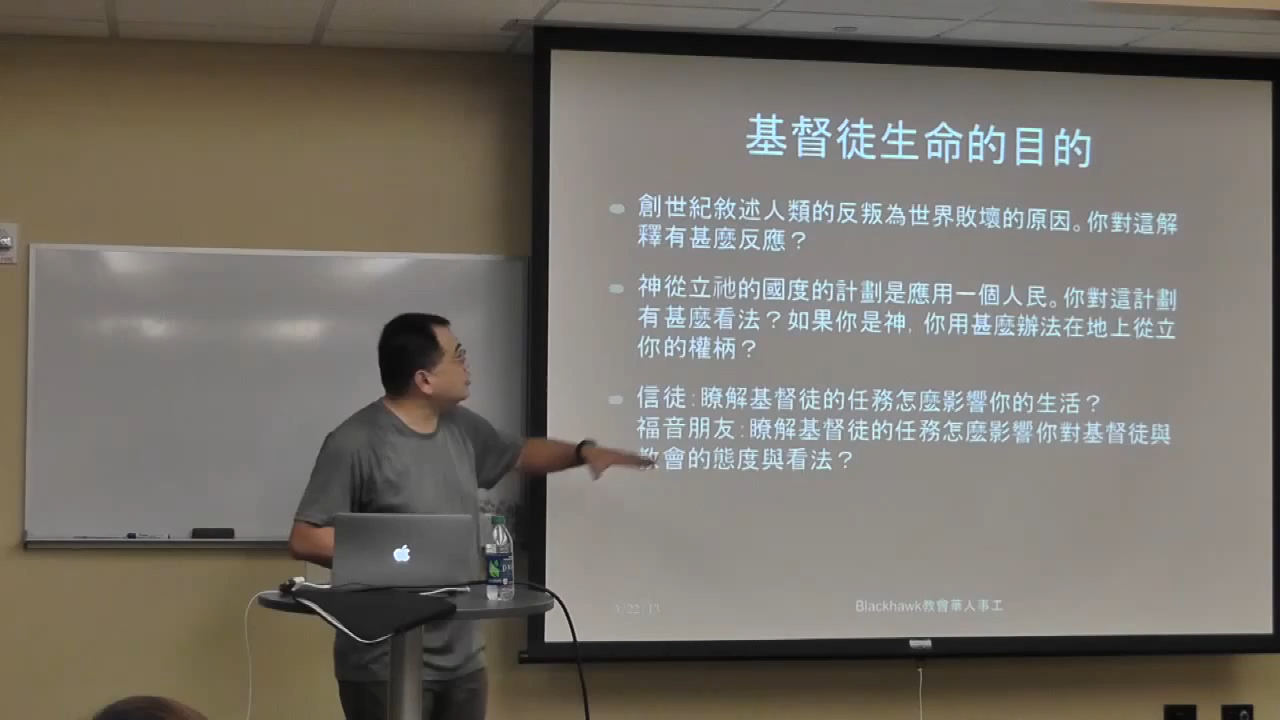 基督徒生命的目的
創世紀敘述人類的反叛為世界敗壞的原因。你對這解
釋有甚麼反應？
神從立祂的國度的計劃是應用一個人民。你對這計劃
有甚麼看法？如果你是神，你用甚麼辦法在地上從立
你的權柄？
信徒：瞭解基督徒的任務怎麼影響你的生活？
福音朋友：瞭解基督徒的任務怎麼影響你對基督徒與
教會的態度與看法？
Blackhawk教會華人事工